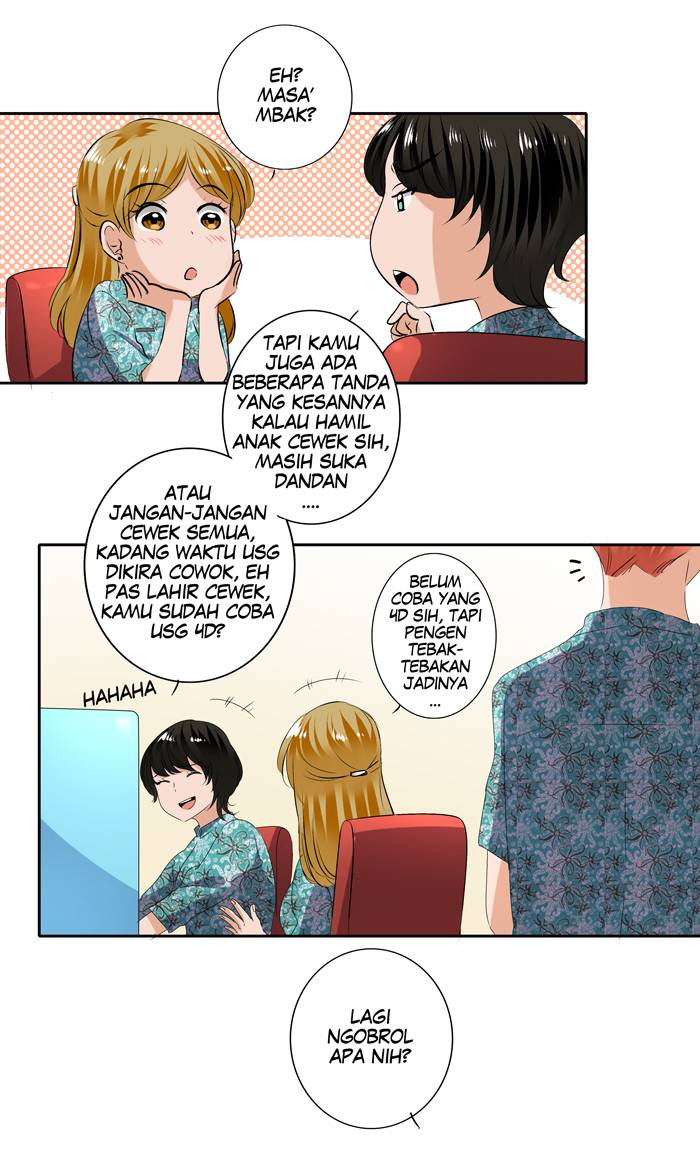 EH?
MASA'
MBAK?
TAPI KAMU
JUGA ADA
BEBERAPA TANDA
YANG KESANNYA
KALAU HAMIL
ANAK CEWEK SIH,
MASIH SUKA
DANDAN
....
ATAU
JANGAN-JANGAN
CEWEK SEMUA,
KADANG WAKTU USG
DIKIRA COWOK, EH
PAS LAHIR CEWEK,
KAMU SUDAH COBA
USG 4D?
BELUM
COBA YANG
4D SIH, TAPI
PENGEN
TEBAK-
TEBAKAN
JADINYA
...
HAHAHA
LAGI
NGOBROL
APA NIH?